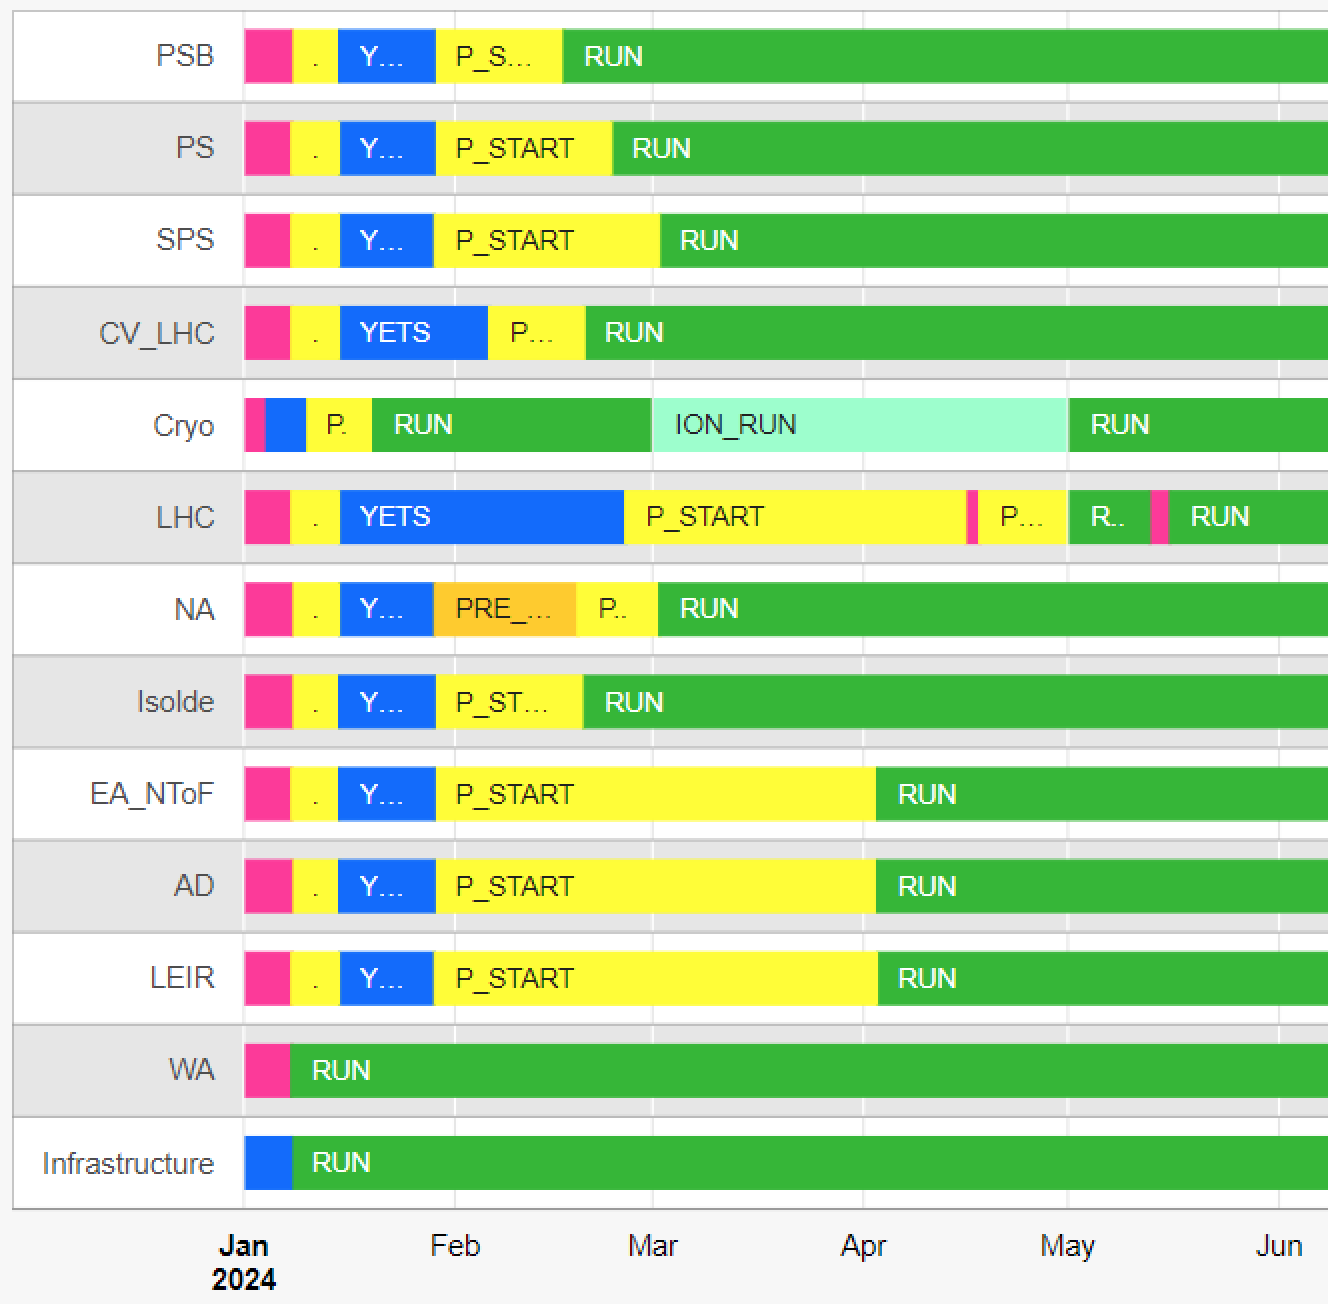 PSB . Y... P_S... RUN
PS . Y... P_START RUN
SPS . Y... P_START RUN
CV_LHC . YETS P... RUN
Cryo P. RUN ION_RUN RUN
LHC . YETS P_START P... R.. RUN
NA . Y... PRE_... P.. RUN
Isolde . Y... P_ST... RUN
EA_NToF . Y... P_START RUN
AD . Y... P_START RUN
LEIR . Y... P_START RUN
WA RUN
Infrastructure RUN
Jan Feb Mar Apr May Jun
2024